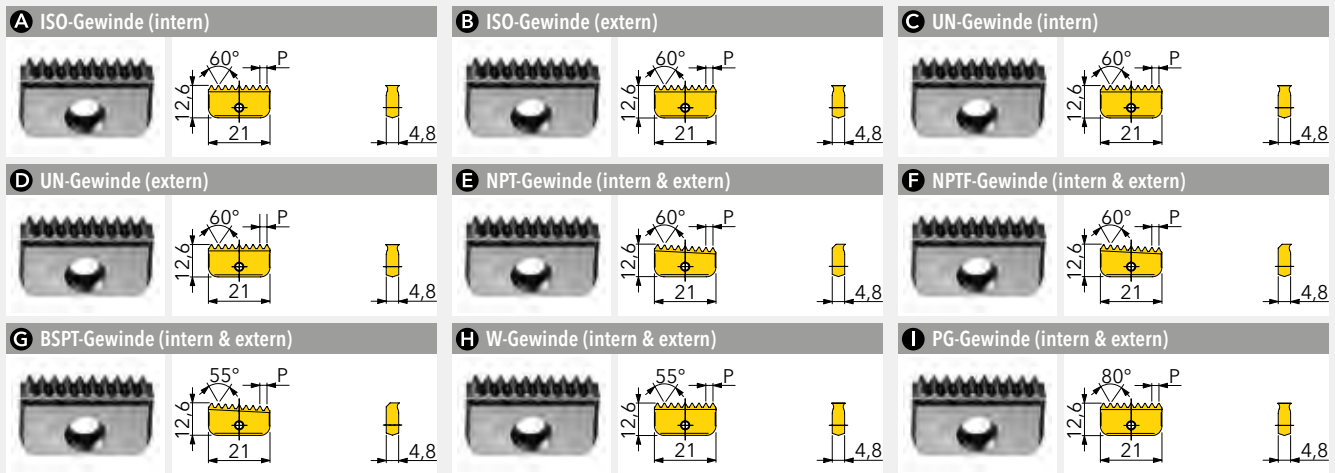 A ISO-Gewinde (intern)
60°
P
12,6
21
4,8
B ISO-Gewinde (extern)
60°
P
12,6
21
4,8
C UN-Gewinde (intern)
60°
P
12,6
21
4,8
D UN-Gewinde (extern)
60°
P
12,6
21
4,8
E NPT-Gewinde (intern & extern)
60°
P
12,6
21
4,8
F NPTF-Gewinde (intern & extern)
60°
P
12,6
21
4,8
G BSPT-Gewinde (intern & extern)
55°
P
12,6
21
4,8
H W-Gewinde (intern & extern)
55°
P
12,6
21
4,8
I PG-Gewinde (intern & extern)
80°
P
12,6
21
4,8